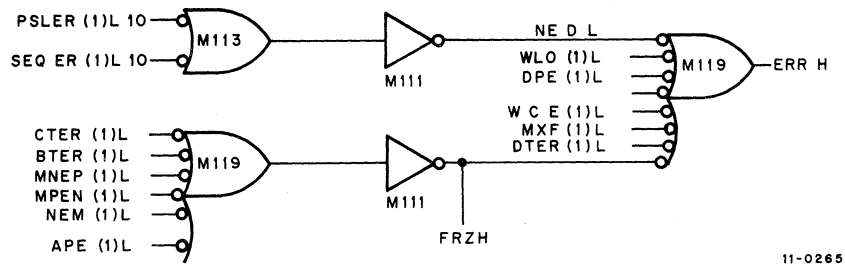 PSLER (1)L 10
M113
SEQ ER (1)L 10
M111
NE D L
WLO (1)L
DPE (1)L
M119
ERR H
W C E (1)L
MXF (1) L
DTER (1)L
CTER (1)L
BTER (1)L
MNEP (1)L
MPEN (1)L
NEM (1)L
APE (1)L
M119
M111
FRZH
11-0265